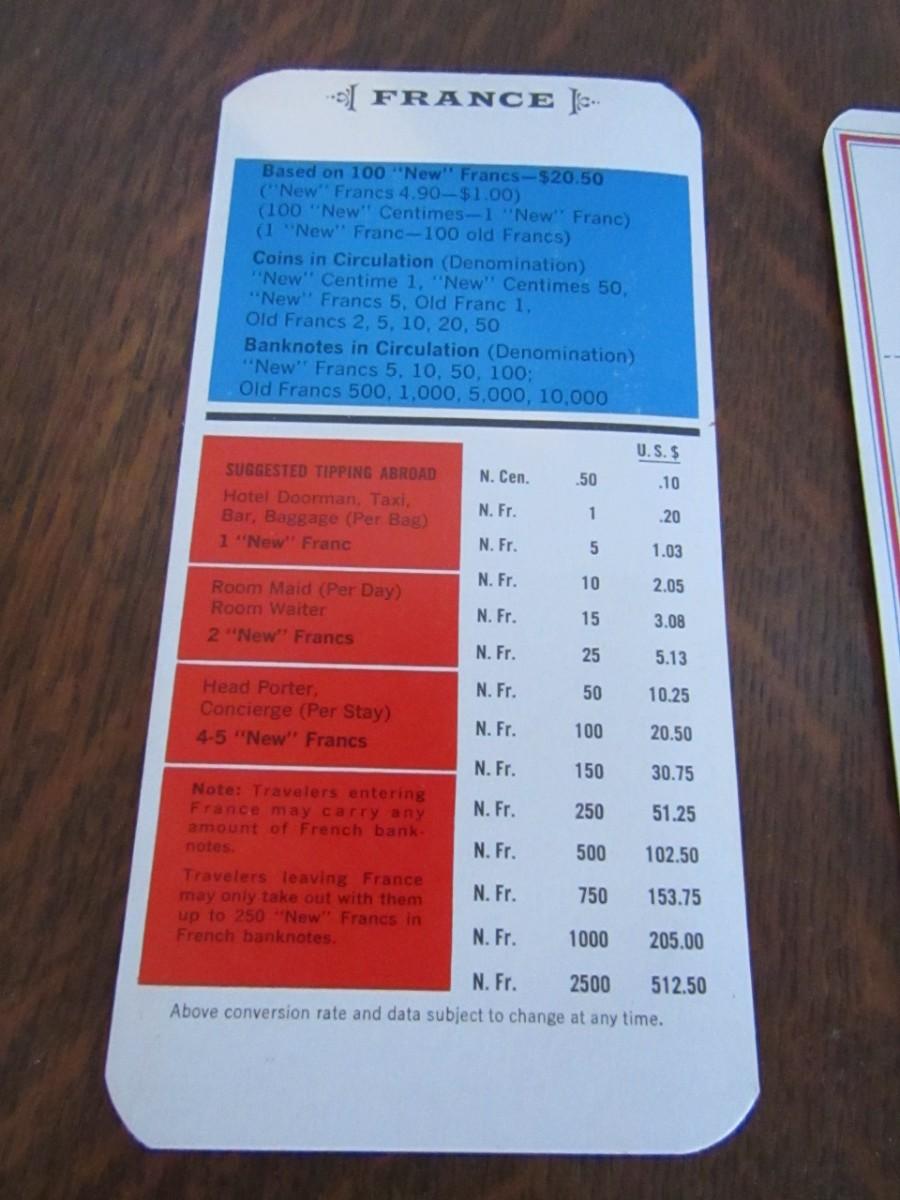 FRANCE
Based on 100 "New" Francs—$20.50
("New" Francs 4.90—$1.00)
(100 "New" Centimes—1 "New" Franc)
(1 "New" Franc—100 old Francs)
Coins in Circulation (Denomination)
"New" Centime 1, "New" Centimes 50,
"New" Francs 5, Old Franc 1,
Old Francs 2, 5, 10, 20, 50
Banknotes in Circulation (Denomination)
"New" Francs 5, 10, 50, 100;
Old Francs 500, 1,000, 5,000, 10,000
SUGGESTED TIPPING ABROAD
Hotel Doorman, Taxi,
Bar, Baggage (Per Bag)
1 "New" Franc
Room Maid (Per Day)
Room Waiter
2 "New" Francs
Head Porter,
Concierge (Per Stay)
4-5 "New" Francs
Note: Travelers entering
France may carry any
amount of French bank-
notes.
Travelers leaving France
may only take out with them
up to 250 "New" Francs in
French banknotes.
U.S. $
N. Cen. .50 .10
N. Fr. 1 .20
N. Fr. 5 1.03
N. Fr. 10 2.05
N. Fr. 15 3.08
N. Fr. 25 5.13
N. Fr. 50 10.25
N. Fr. 100 20.50
N. Fr. 150 30.75
N. Fr. 250 51.25
N. Fr. 500 102.50
N. Fr. 750 153.75
N. Fr. 1000 205.00
N. Fr. 2500 512.50
Above conversion rate and data subject to change at any time.